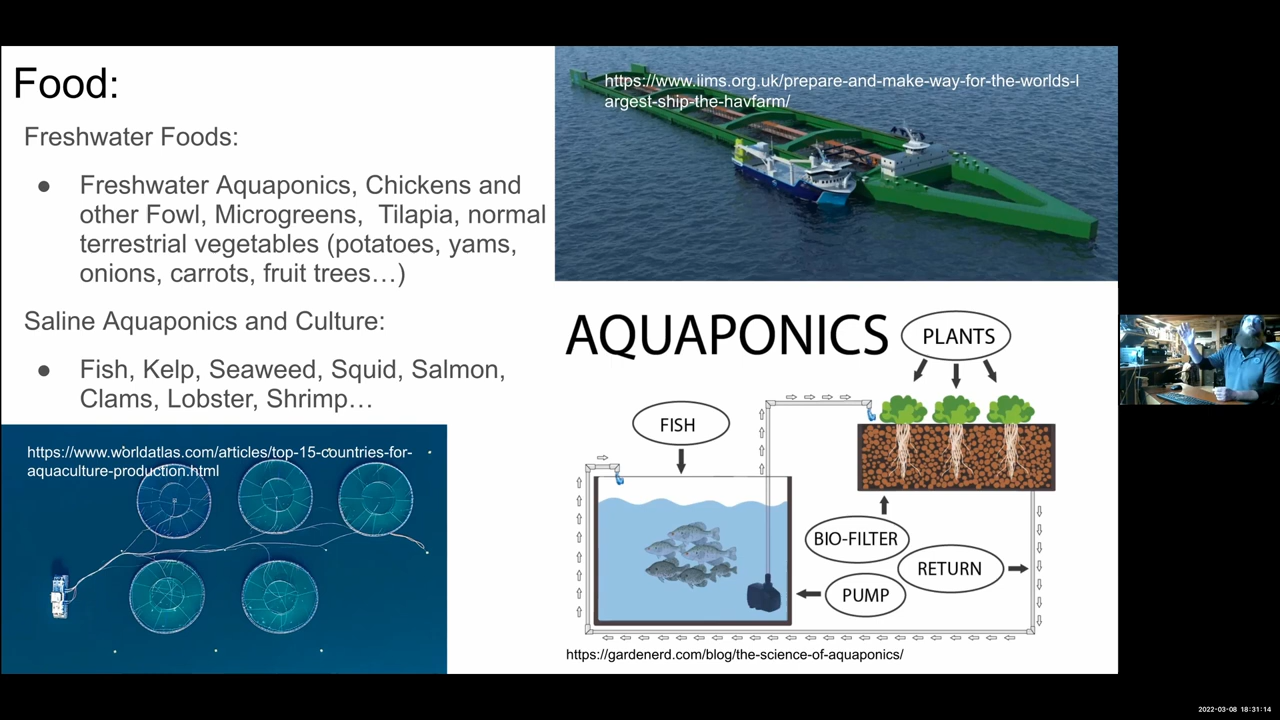 Food:
Freshwater Foods:
● Freshwater Aquaponics, Chickens and
other Fowl, Microgreens, Tilapia, normal
terrestrial vegetables (potatoes, yams,
onions, carrots, fruit trees…)
Saline Aquaponics and Culture:
● Fish, Kelp, Seaweed, Squid, Salmon,
Clams, Lobster, Shrimp…
https://www.worldatlas.com/articles/top-15-countries-for-
aquaculture-production.html
https://www.iims.org.uk/prepare-and-make-way-for-the-worlds-l
argest-ship-the-havfarm/
AQUAPONICS
PLANTS
FISH
BIO-FILTER
RETURN
PUMP
https://gardenerd.com/blog/the-science-of-aquaponics/
2022-03-08 18:31:14